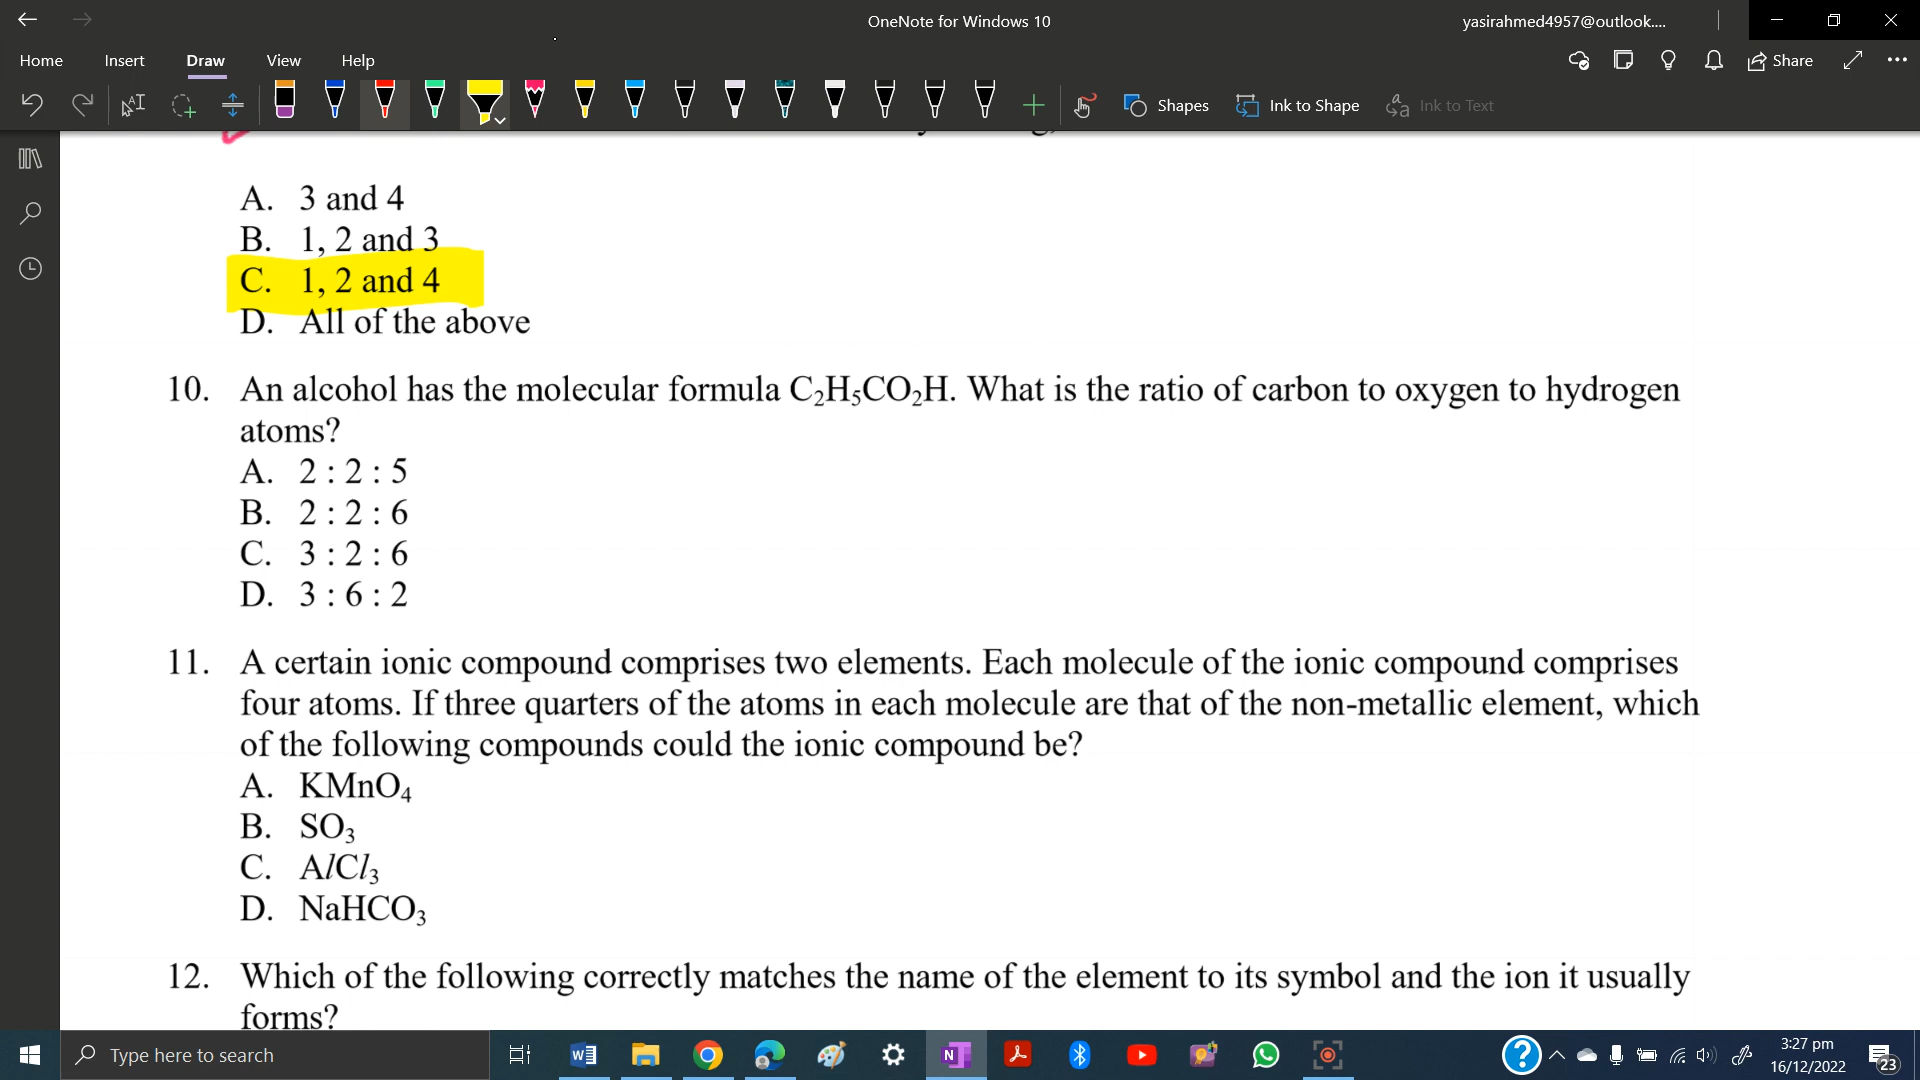 OneNote for Windows 10
yasirahmed4957@outlook....
Home Insert Draw View Help
Share
Shapes Ink to Shape Ink to Text
A. 3 and 4
B. 1, 2 and 3
C. 1, 2 and 4
D. All of the above
10. An alcohol has the molecular formula C₂H₅CO₂H. What is the ratio of carbon to oxygen to hydrogen
atoms?
A. 2 : 2 : 5
B. 2 : 2 : 6
C. 3 : 2 : 6
D. 3 : 6 : 2
11. A certain ionic compound comprises two elements. Each molecule of the ionic compound comprises
four atoms. If three quarters of the atoms in each molecule are that of the non-metallic element, which
of the following compounds could the ionic compound be?
A. KMnO₄
B. SO₃
C. AlCl₃
D. NaHCO₃
12. Which of the following correctly matches the name of the element to its symbol and the ion it usually
forms?
Type here to search
3:27 pm
16/12/2022
23